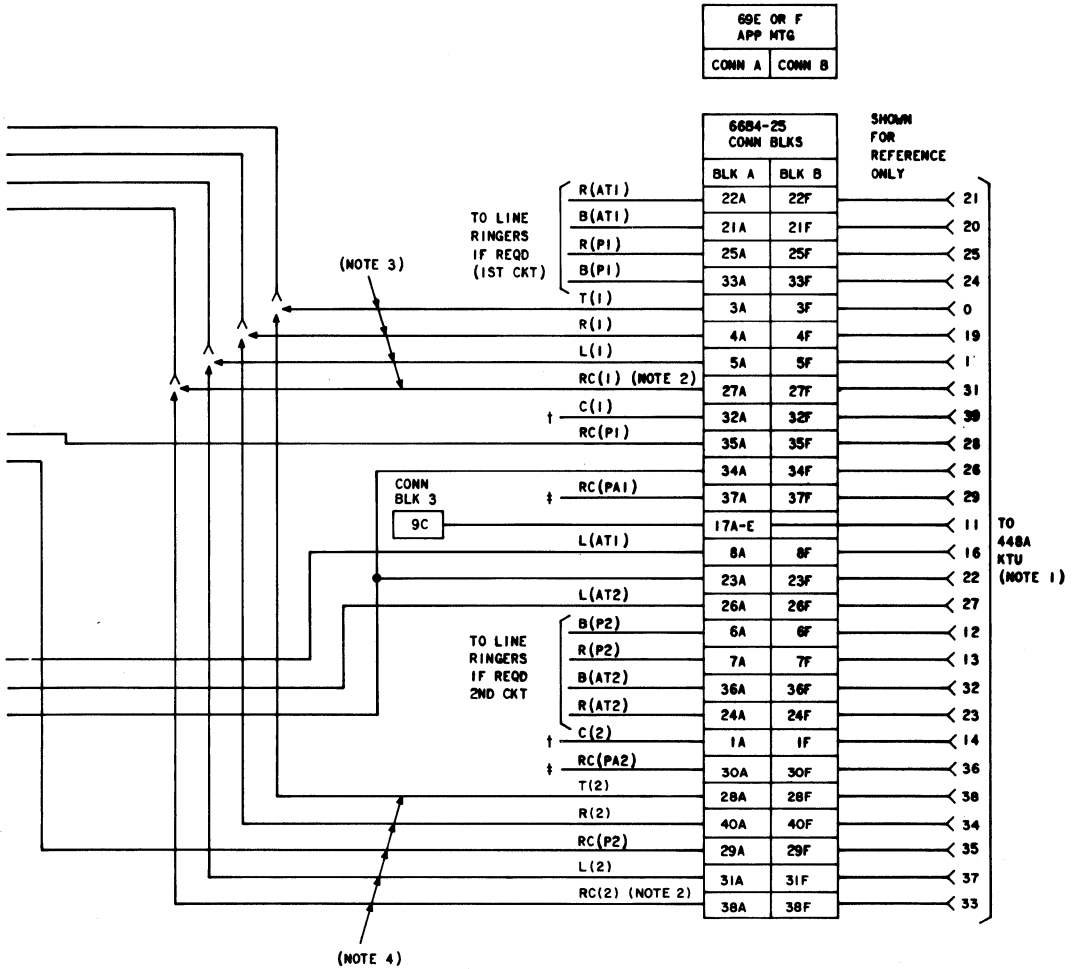 69E OR F
APP MTG
CONN A CONN B
6684-25
CONN BLKS
BLK A BLK B
SHOWN
FOR
REFERENCE
ONLY
TO LINE
RINGERS
IF REQD
(1ST CKT)
(NOTE 3)
R(AT1) 22A 22F 21
B(AT1) 21A 21F 20
R(P1) 25A 25F 25
B(P1) 33A 33F 24
T(1) 3A 3F 0
R(1) 4A 4F 19
L(1) 5A 5F 1
RC(1) (NOTE 2) 27A 27F 31
† C(1) 32A 32F 39
RC(P1) 35A 35F 28
34A 34F 26
CONN
BLK 3
9C
‡ RC(PA1) 37A 37F 29
17A-E 11
L(AT1) 8A 8F 16
23A 23F 22
L(AT2) 26A 26F 27
TO
448A
KTU
(NOTE 1)
TO LINE
RINGERS
IF REQD
2ND CKT
B(P2) 6A 6F 12
R(P2) 7A 7F 13
B(AT2) 36A 36F 32
R(AT2) 24A 24F 23
† C(2) 1A 1F 14
‡ RC(PA2) 30A 30F 36
T(2) 28A 28F 38
R(2) 40A 40F 34
RC(P2) 29A 29F 35
L(2) 31A 31F 37
RC(2) (NOTE 2) 38A 38F 33
(NOTE 4)